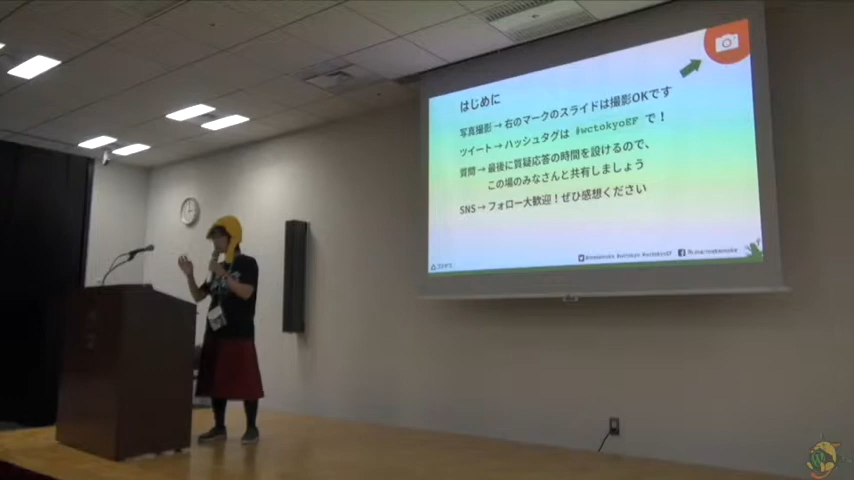 はじめに
写真撮影→右のマークのスライドは撮影OKです
ツイート→ハッシュタグは #wctokyoEF で！
質問→最後に質疑応答の時間を設けるので、
この場のみなさんと共有しましょう
SNS→フォロー大歓迎！ぜひ感想ください